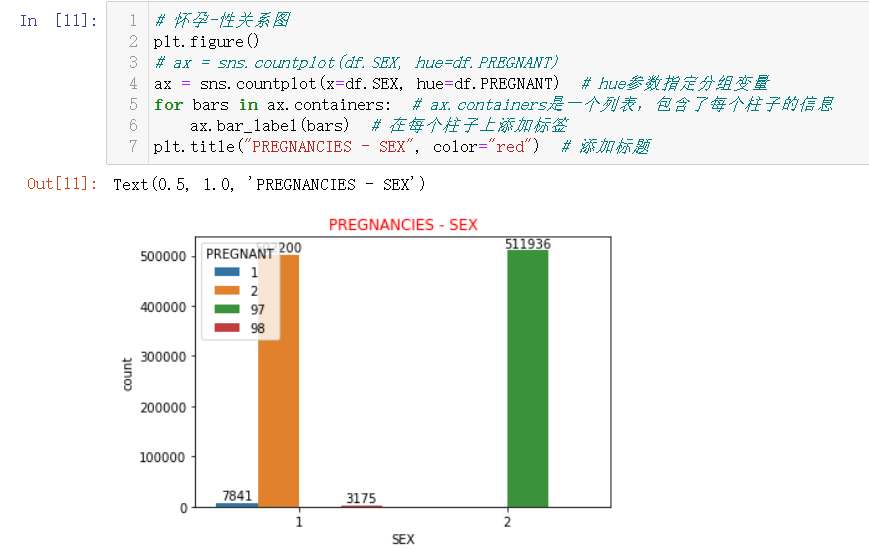 In [11]:
1 # 怀孕-性关系图
2 plt.figure()
3 # ax = sns.countplot(df.SEX, hue=df.PREGNANT)
4 ax = sns.countplot(x=df.SEX, hue=df.PREGNANT)  # hue参数指定分组变量
5 for bars in ax.containers:  # ax.containers是一个列表，包含了每个柱子的信息
6     ax.bar_label(bars)  # 在每个柱子上添加标签
7 plt.title("PREGNANCIES - SEX", color="red")  # 添加标题
Out[11]: Text(0.5, 1.0, 'PREGNANCIES - SEX')
PREGNANCIES - SEX
200
511936
PREGNANT
1
2
97
98
500000
400000
300000
200000
100000
0
count
7841
3175
1
2
SEX